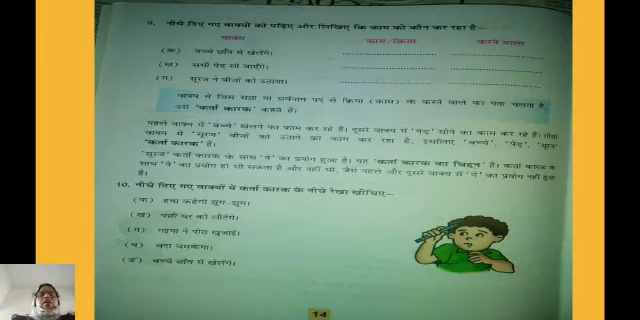 9. नीचे दिए गए वाक्यों को पढ़िए और लिखिए कि काम को कौन कर रहा है–
वाक्य काम/क्रिया करने वाला
(क) बच्चे छाँव में खेलेंगे। .............................. ..............................
(ख) सभी पेड़ सो जाएँगे। .............................. ..............................
(ग) सूरज ने बीजों को उठाया। .............................. ..............................
वाक्य में जिस संज्ञा या सर्वनाम पद से क्रिया (काम) के करने वाले का पता चलता है,
उसे 'कर्ता कारक' कहते हैं।
पहले वाक्य में 'बच्चे' खेलने का काम कर रहे हैं। दूसरे वाक्य में 'पेड़' सोने का काम कर रहे हैं। तीसरे
वाक्य में 'सूरज' बीजों को उठाने का काम कर रहा है, इसलिए 'बच्चे', 'पेड़', 'सूरज'
'कर्ता कारक' हैं।
'सूरज' कर्ता कारक के साथ 'ने' का प्रयोग हुआ है। यह 'कर्ता कारक का चिह्न' है। कर्ता कारक के
साथ 'ने' का प्रयोग हो भी सकता है और नहीं भी, जैसे पहले और दूसरे वाक्य में 'ने' का प्रयोग नहीं हुआ
है।
10. नीचे दिए गए वाक्यों में कर्ता कारक के नीचे रेखा खींचिए–
(क) हवा कहेगी झूम-झूम।
(ख) पंछी घर को लौटेंगे।
(ग) गइया ने पीठ खुजाई।
(घ) चंदा चमकेगा।
(ङ) बच्चे छाँव में खेलेंगे।
14